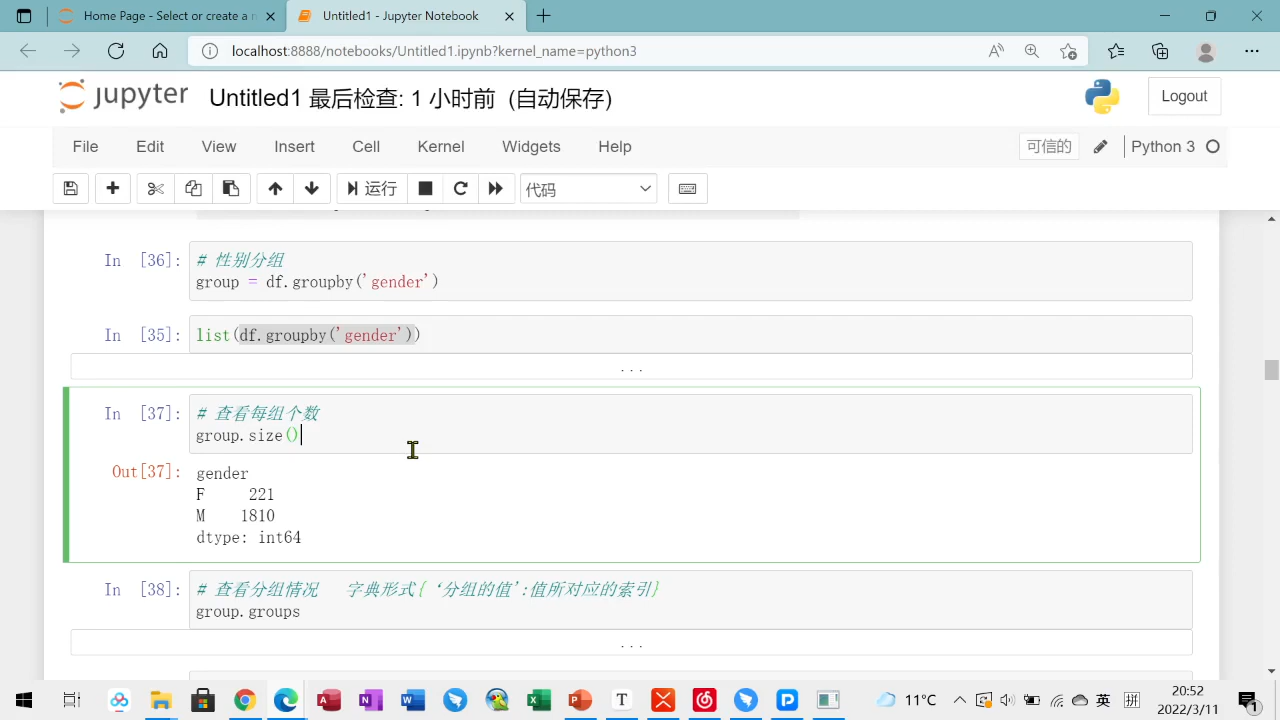 Home
Untitled1 - Jupyter Notebook
localhost:8888/notebooks/Untitled1.ipynb?kernel_name=python3
jupyter Untitled1 最后检查: 1 小时前 (自动保存)
Logout
File Edit View Insert Cell Kernel Widgets Help 可信的 Python 3
运行 代码
In [36]: # 性别分组
group = df.groupby('gender')
In [35]: list(df.groupby('gender'))
...
In [37]: # 查看每组个数
group.size()
Out[37]: gender
F 221
M 1810
dtype: int64
In [38]: # 查看分组情况 字典形式{‘分组的值':值所对应的索引}
group.groups
...
11°C 英 拼 20:52
2022/3/11
1